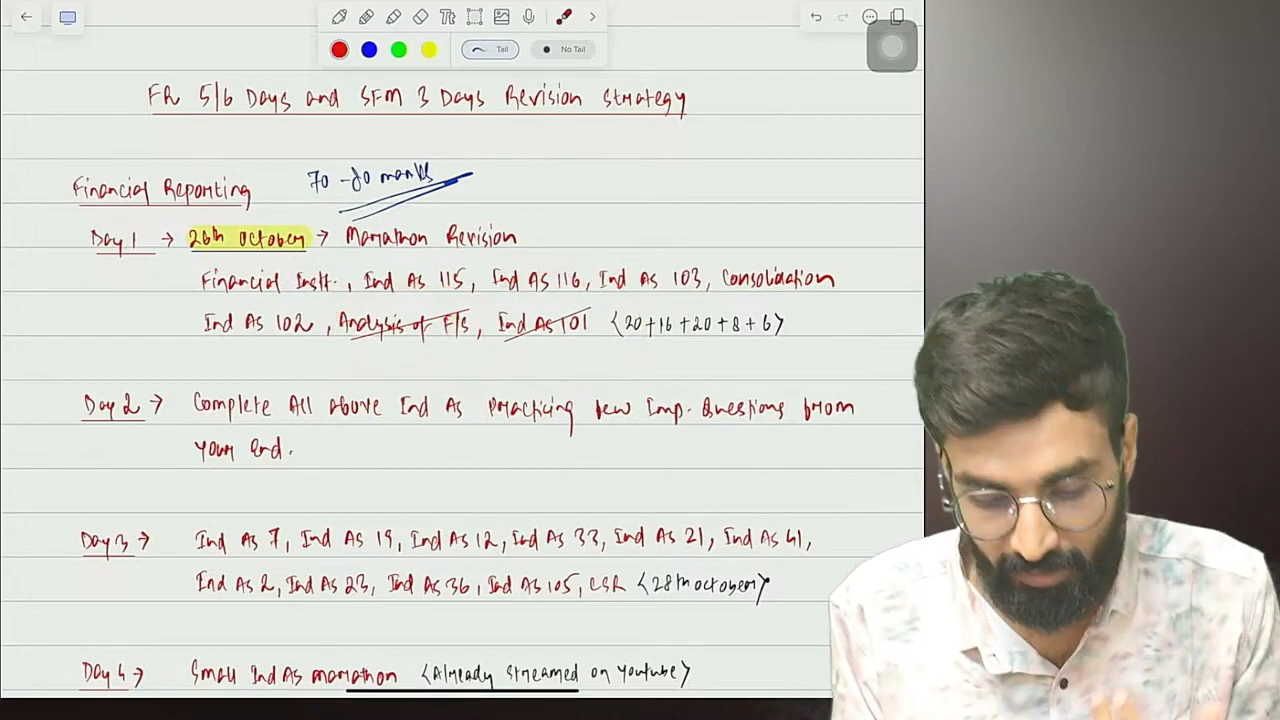 Tail
No Tail
FR 5/6 Days and SFM 3 Days Revision Strategy
Financial Reporting 70-80 marks
Day 1 → 26th October → Marathon Revision
Financial Instt., Ind As 115, Ind As 116, Ind As 103, Consolidation
Ind As 102, Analysis of F/s, Ind As 101 <20+16+20+8+6>
Day 2 → Complete All above Ind As Practicing few Imp. Questions from
your End.
Day 3 → Ind As 7, Ind As 19, Ind As 12, Ind As 33, Ind As 21, Ind As 41,
Ind As 2, Ind As 23, Ind As 36, Ind As 105, CSR <28th october>
Day 4 → Small Ind As marathon <Already streamed on Youtube>